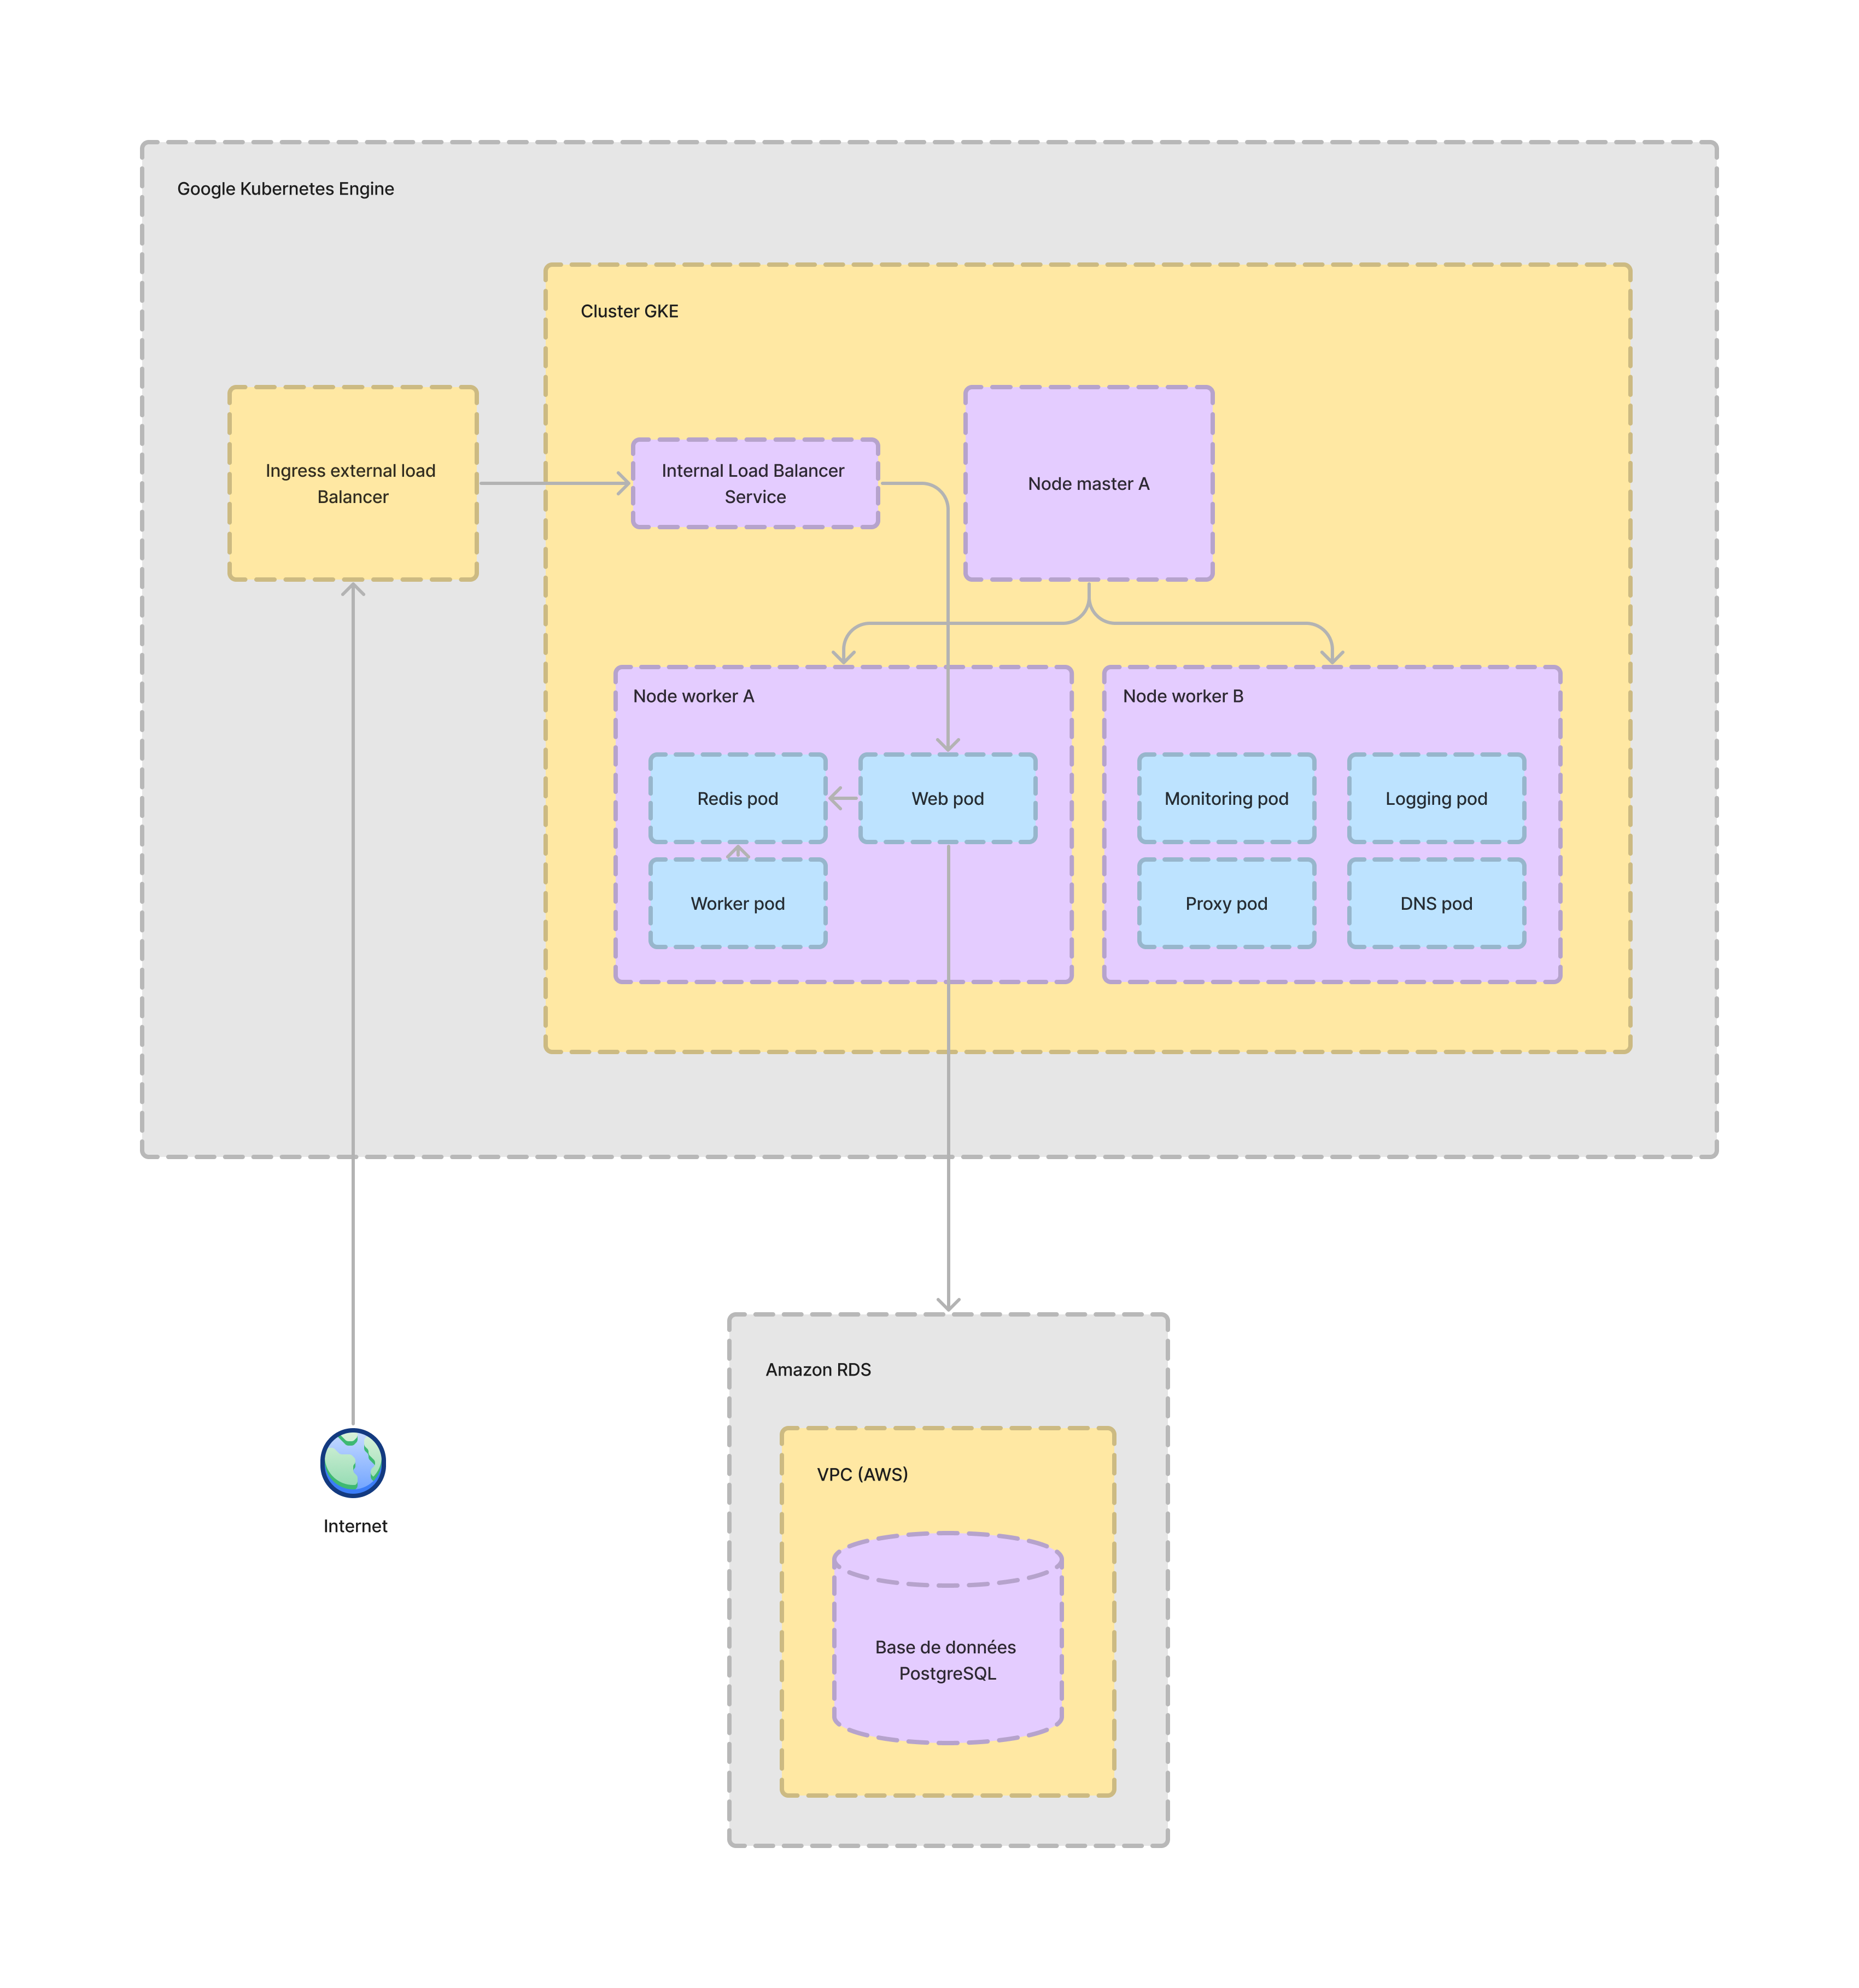 Google Kubernetes Engine
Cluster GKE
Ingress external load
Balancer
Internal Load Balancer
Service
Node master A
Node worker A
Node worker B
Redis pod
Web pod
Monitoring pod
Logging pod
Worker pod
Proxy pod
DNS pod
Amazon RDS
VPC (AWS)
Internet
Base de données
PostgreSQL